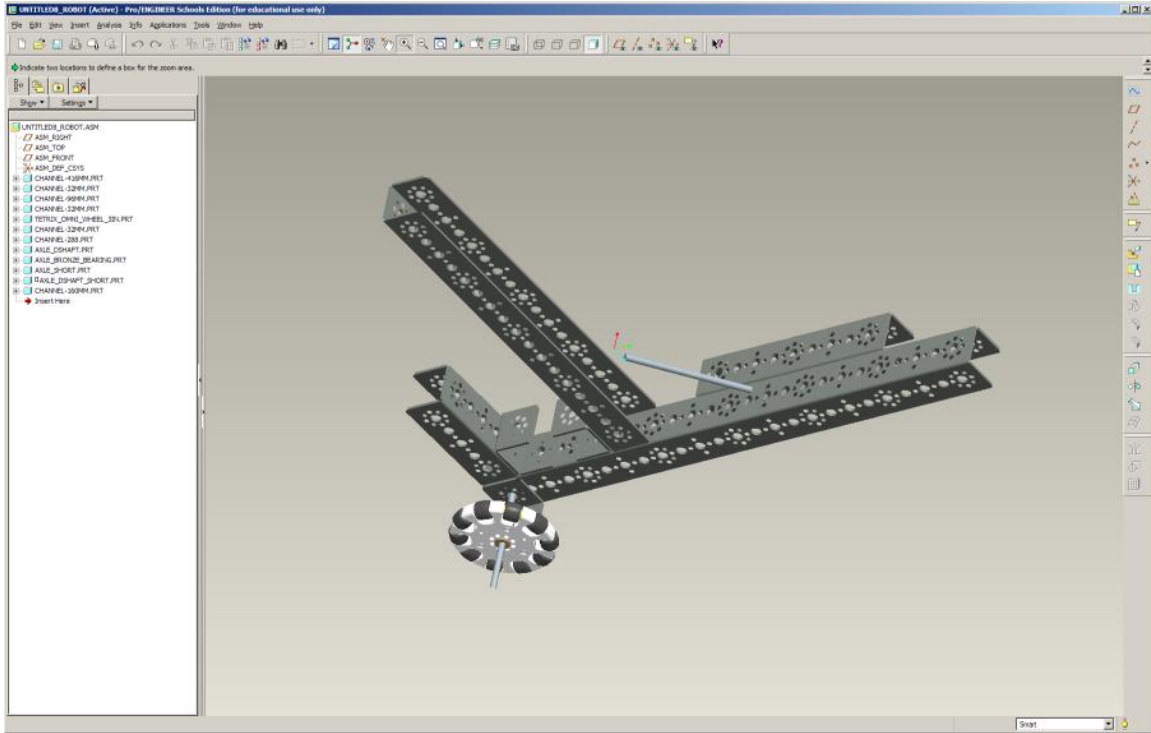 UNTITLED8_ROBOT (Active) - Pro/ENGINEER Schools Edition (for educational use only)
File Edit View Insert Analysis Info Applications Tools Window Help
Indicate two locations to define a box for the zoom area.
Show Settings
UNTITLED8_ROBOT.ASM
ASM_RIGHT
ASM_TOP
ASM_FRONT
ASM_DEF_CSYS
CHANNEL-416MM.PRT
CHANNEL-32MM.PRT
CHANNEL-96MM.PRT
CHANNEL-32MM.PRT
TETRIX_OMNI_WHEEL_3IN.PRT
CHANNEL-32MM.PRT
CHANNEL-288.PRT
AXLE_DSHAFT.PRT
AXLE_BRONZE_BEARING.PRT
AXLE_SHORT.PRT
AXLE_DSHAFT_SHORT.PRT
CHANNEL-160MM.PRT
Insert Here
Smart